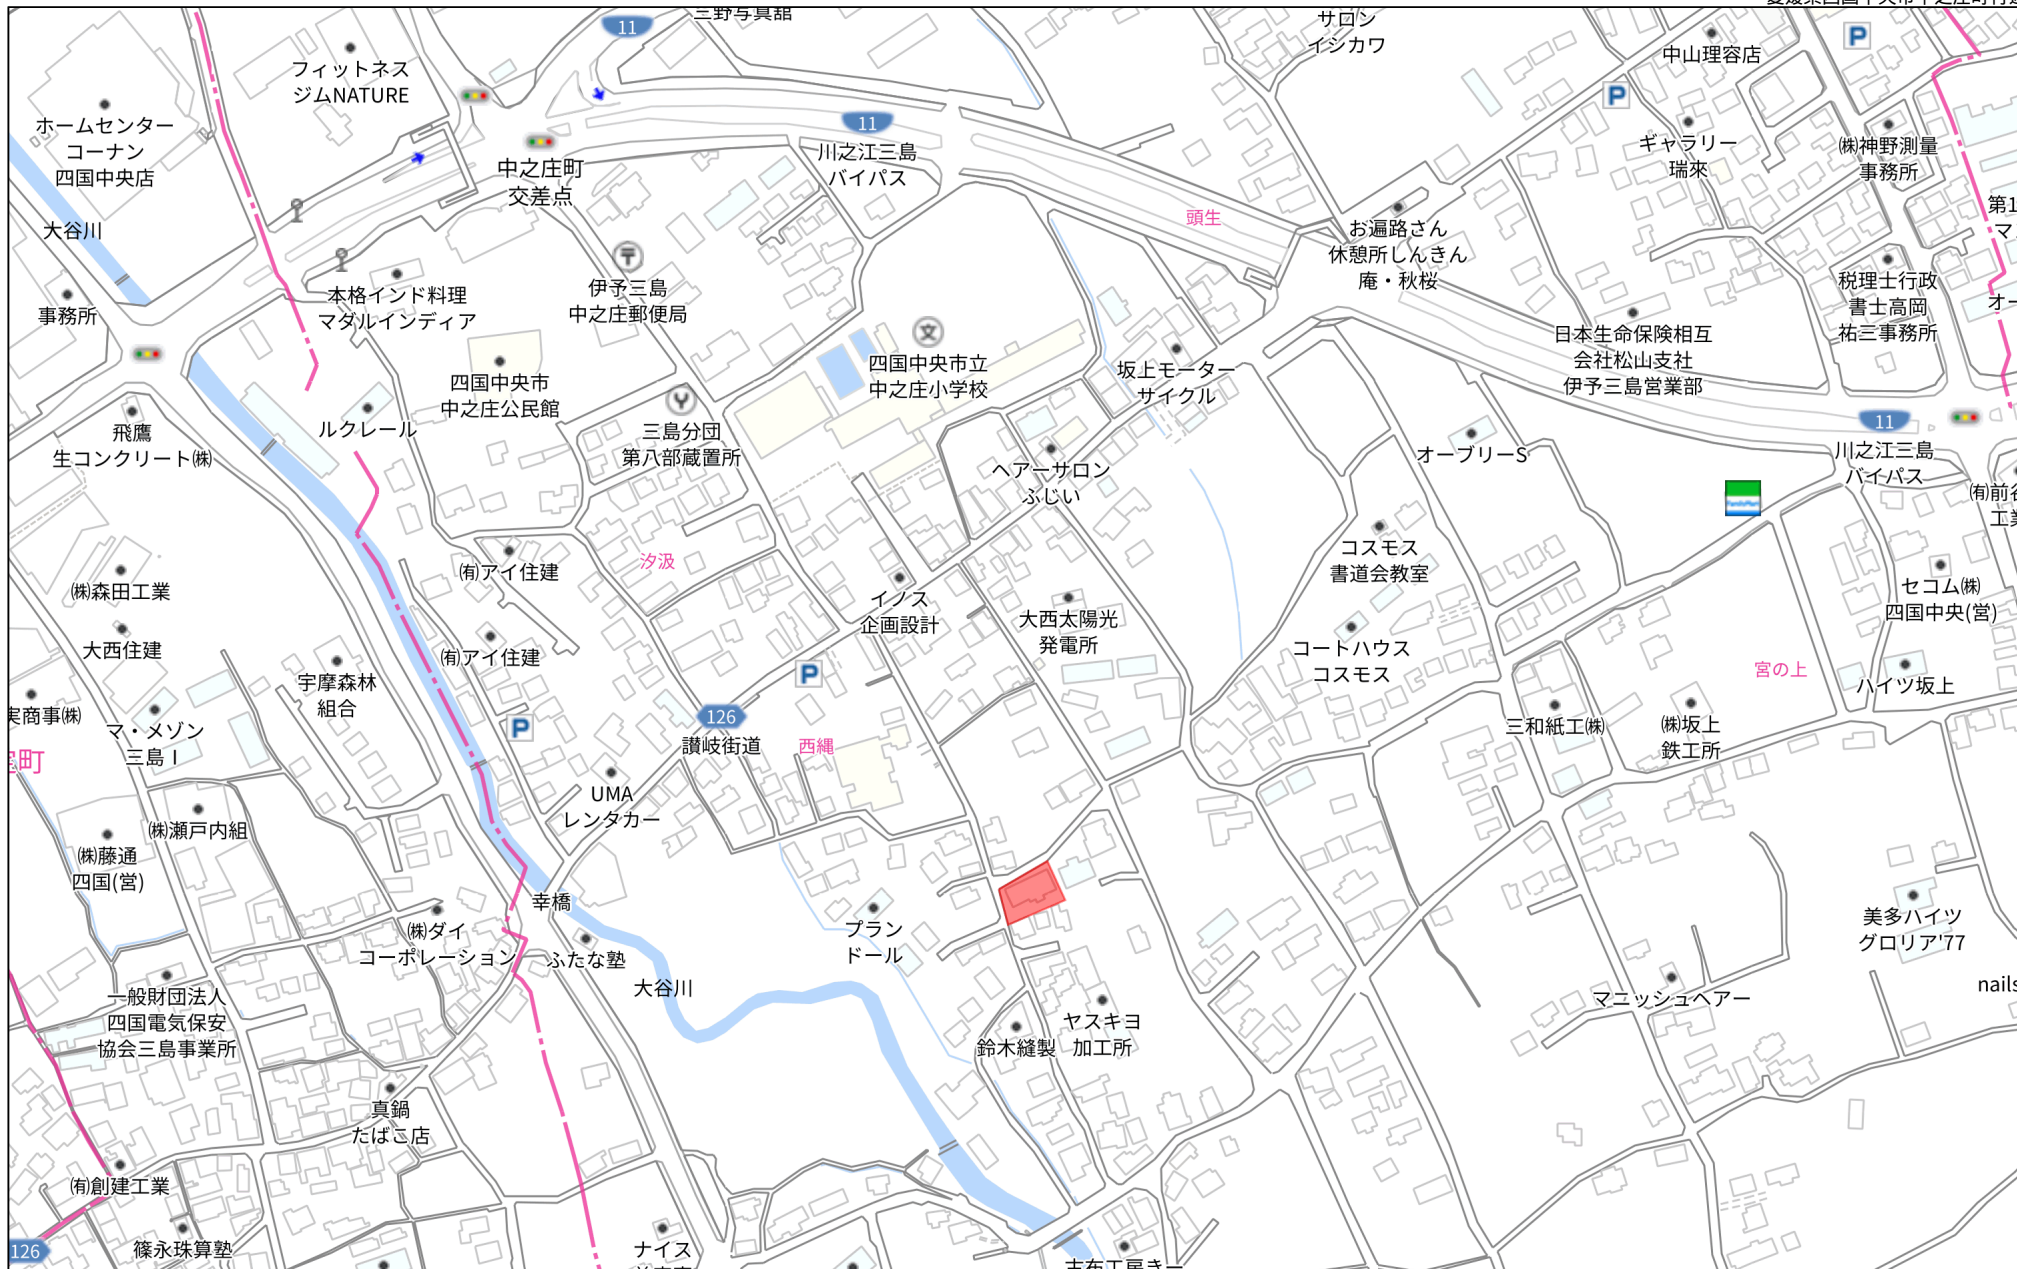 11
サロン
イシカワ
中山理容店
フィットネス
ジムNATURE
ホームセンター
コーナン
四国中央店
11
中之庄町
交差点
川之江三島
バイパス
ギャラリー
瑞來
㈱神野測量
事務所
大谷川
頭生
お遍路さん
休憩所しんきん
庵・秋桜
第1
マ
事務所
本格インド料理
マダルインディア
伊予三島
中之庄郵便局
税理士行政
書士高岡
祐三事務所
オー
四国中央市立
中之庄小学校
日本生命保険相互
会社松山支社
伊予三島営業部
四国中央市
中之庄公民館
坂上モーター
サイクル
飛鷹
生コンクリート㈱
ルクレール
三島分団
第八部蔵置所
ヘアーサロン
ふじい
オーブリーS
11
川之江三島
バイパス
FamilyMart
㈲前谷
工業
㈱森田工業
㈲アイ住建
汐汲
コスモス
書道会教室
セコム㈱
四国中央(営)
イノス
企画設計
大西太陽光
発電所
大西住建
㈲アイ住建
コートハウス
コスモス
宮の上
ハイツ坂上
宇摩森林
組合
実商事㈱
マ・メゾン
三島Ⅰ
126
讃岐街道
西縄
三和紙工㈱
㈱坂上
鉄工所
町
UMA
レンタカー
㈱瀬戸内組
㈱藤通
四国(営)
幸橋
㈱ダイ
コーポレーション
ふたな塾
大谷川
プラン
ドール
美多ハイツ
グロリア'77
nails
マニッシュヘアー
一般財団法人
四国電気保安
協会三島事業所
ヤスキヨ
加工所
鈴木縫製
真鍋
たばこ店
㈲創建工業
126
篠永珠算塾
ナイス
P
P
P
P